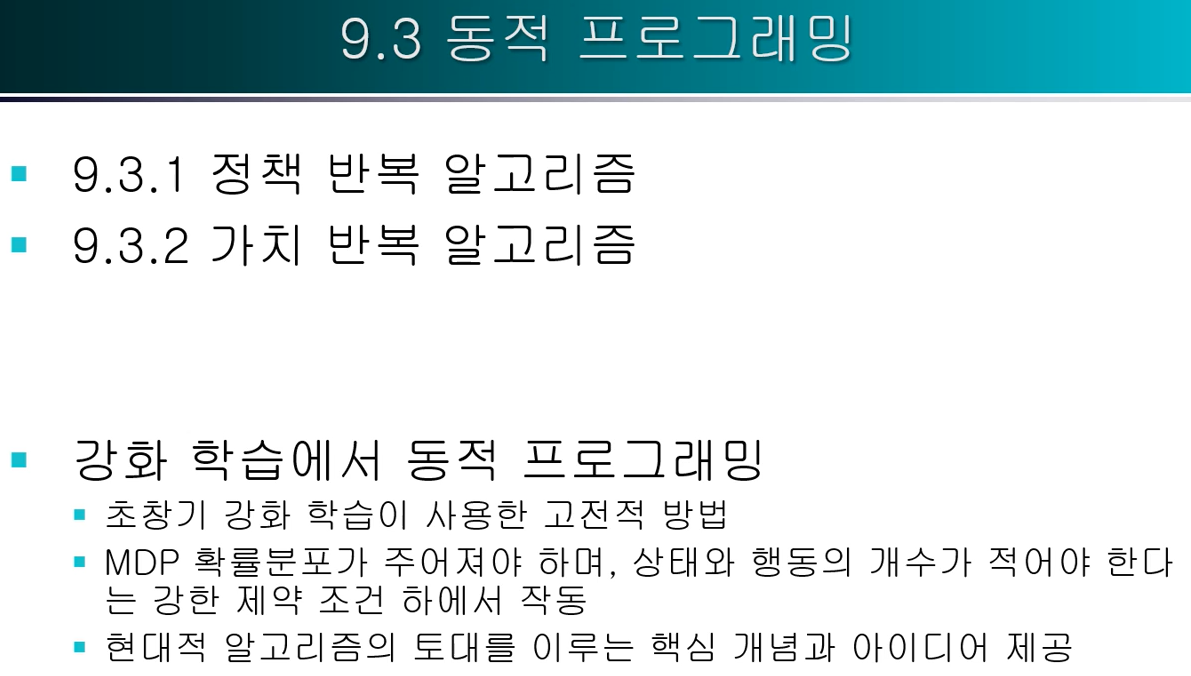 9.3 동적 프로그래밍
▪ 9.3.1 정책 반복 알고리즘
▪ 9.3.2 가치 반복 알고리즘
▪ 강화 학습에서 동적 프로그래밍
▪ 초창기 강화 학습이 사용한 고전적 방법
▪ MDP 확률분포가 주어져야 하며, 상태와 행동의 개수가 적어야 한다
는 강한 제약 조건 하에서 작동
▪ 현대적 알고리즘의 토대를 이루는 핵심 개념과 아이디어 제공